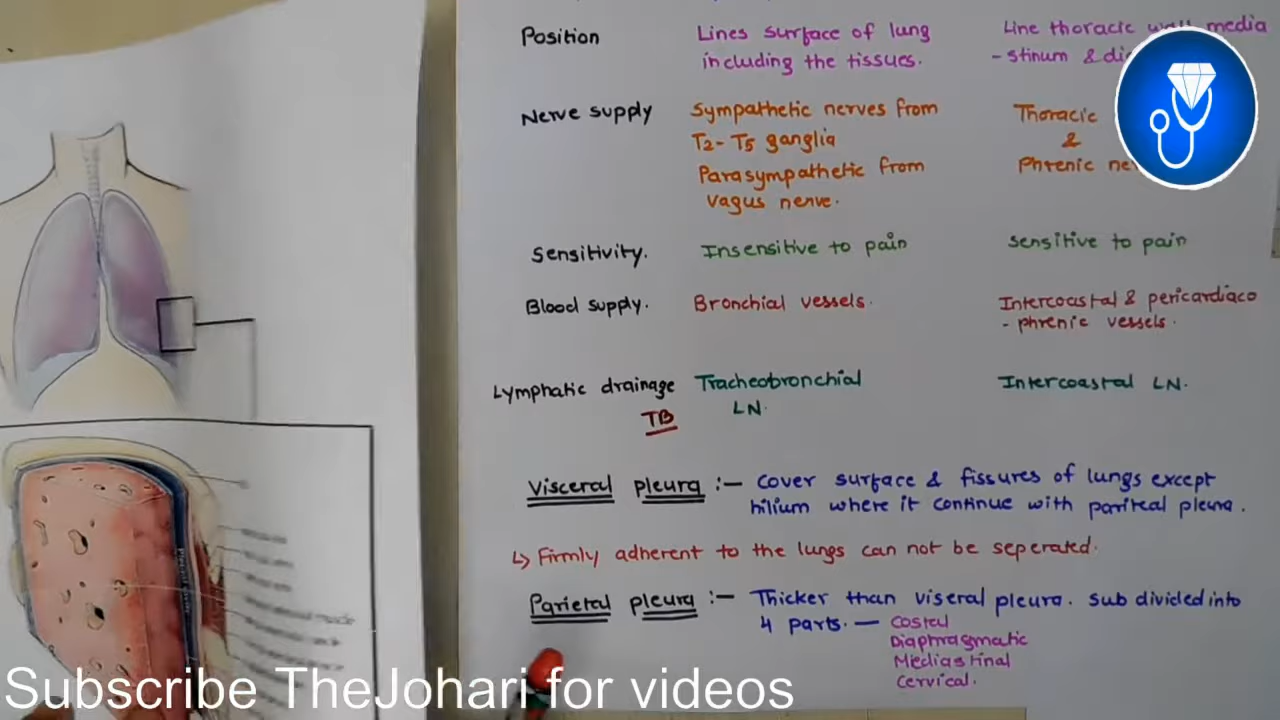 Position
Lines surface of lung
including the tissues.
Line thoracic wall media
- stinum &
Nerve supply
Sympathetic nerves from
T2- T5 ganglia
Parasympathetic from
vagus nerve.
Thoracic
&
Phrenic
Sensitivity.
Insensitive to pain
sensitive to pain
Blood supply.
Bronchial vessels.
Intercoastal & pericardiaco
- phrenic vessels.
Lymphatic drainage
TB
Tracheobronchial
LN.
Intercoastal LN.
Visceral pleura :- cover surface & fissures of lungs except
hilium where it continue with pariteal pleura.
↳ Firmly adherent to the lungs can not be seperated.
Parietal pleura :- Thicker than viseral pleura. sub divided into
4 parts. — Costal
Diaphragmatic
Mediastinal
Cervical.
Subscribe TheJohari for videos